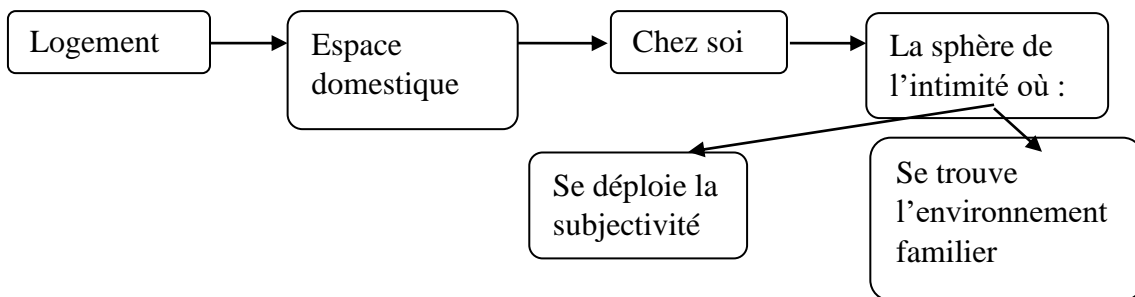 Logement
Espace
domestique
Chez soi
La sphère de
l’intimité où :
Se déploie la
subjectivité
Se trouve
l’environnement
familier